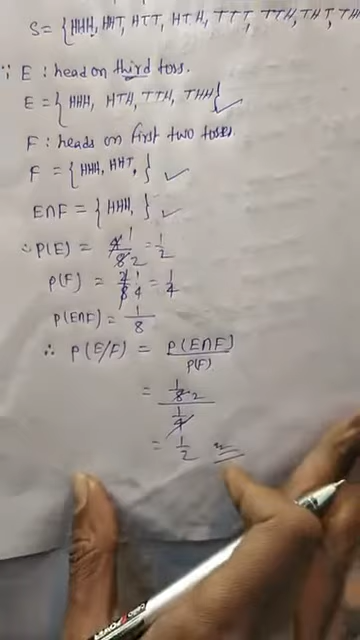 S = {HHH, HHT, HTT, HTH, TTT, TTH, THT, THH
∵ E : head on third toss.
E = {HHH, HTH, TTH, THH}
F : heads on first two tosses.
F = {HHH, HHT, }
E∩F = {HHH, }
∴ P(E) = 4/8 = 1/2
P(F) = 2/8 = 1/4
P(E∩F) = 1/8
∴ P(E/F) = P(E∩F)/P(F)
= 1/8 / 1/4
= 1/2